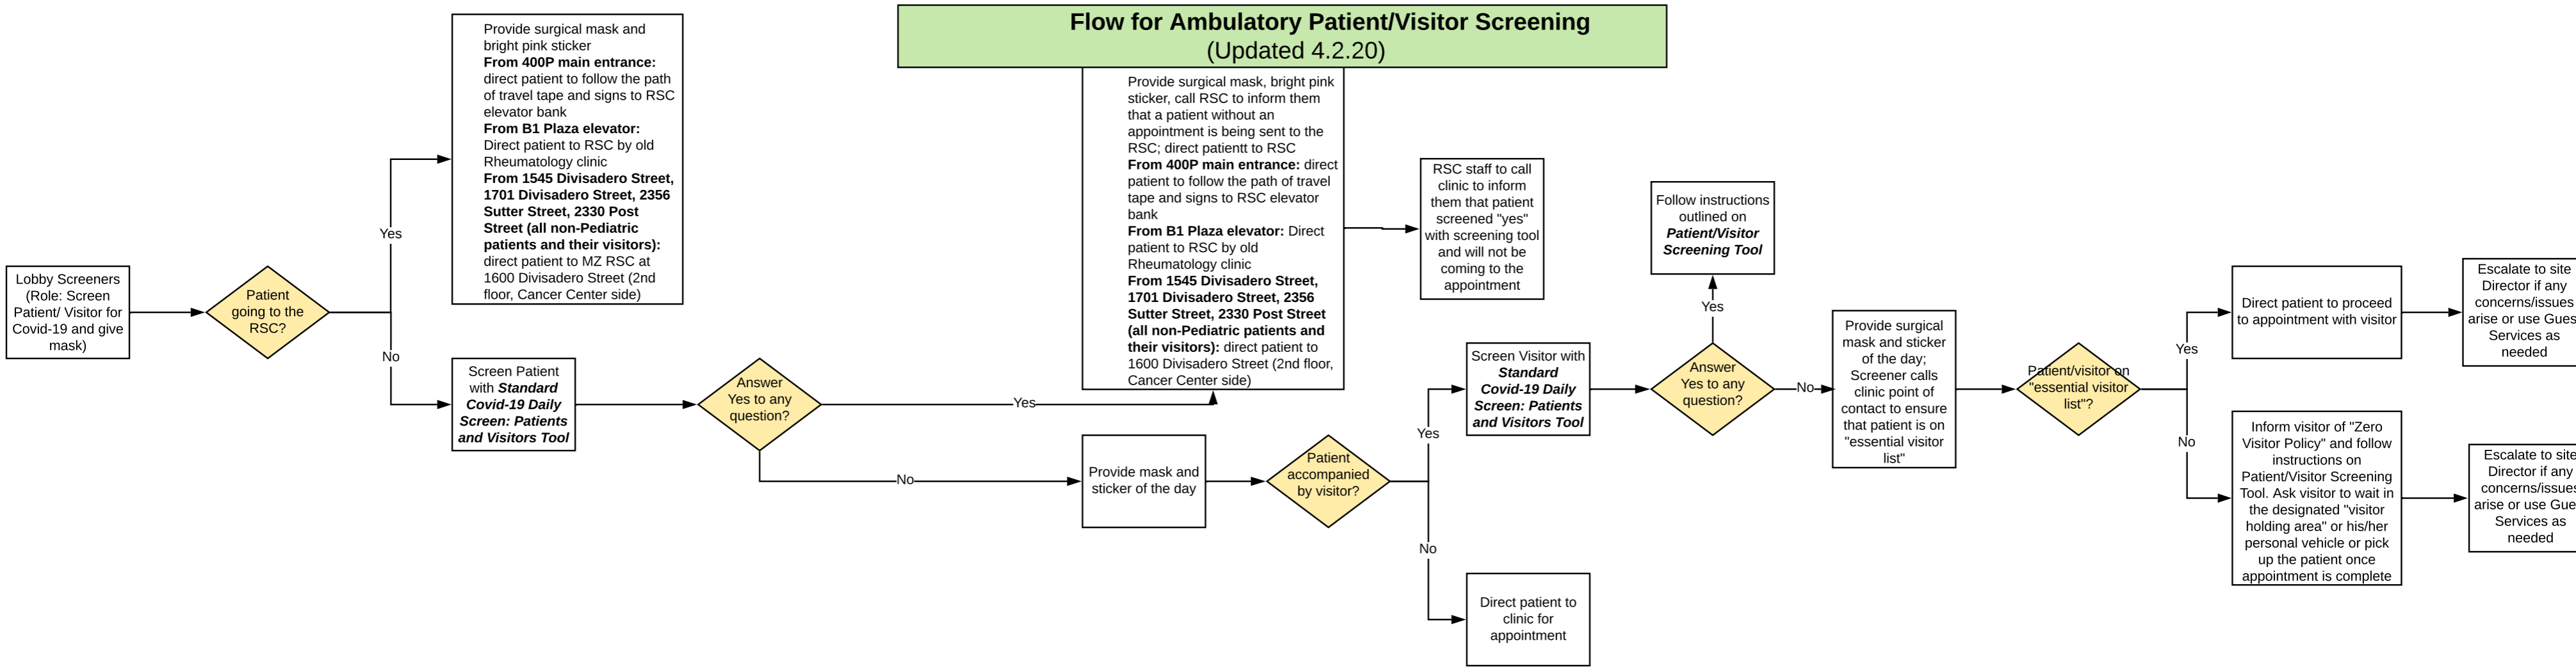 Flow for Ambulatory Patient/Visitor Screening
(Updated 4.2.20)
Lobby Screeners
(Role: Screen
Patient/ Visitor for
Covid-19 and give
mask)
Patient
going to the
RSC?
Yes
Provide surgical mask and
bright pink sticker
From 400P main entrance:
direct patient to follow the path
of travel tape and signs to RSC
elevator bank
From B1 Plaza elevator:
Direct patient to RSC by old
Rheumatology clinic
From 1545 Divisadero Street,
1701 Divisadero Street, 2356
Sutter Street, 2330 Post
Street (all non-Pediatric
patients and their visitors):
direct patient to MZ RSC at
1600 Divisadero Street (2nd
floor, Cancer Center side)
No
Screen Patient
with Standard
Covid-19 Daily
Screen: Patients
and Visitors Tool
Answer
Yes to any
question?
Yes
Provide surgical mask, bright pink
sticker, call RSC to inform them
that a patient without an
appointment is being sent to the
RSC; direct patientt to RSC
From 400P main entrance: direct
patient to follow the path of travel
tape and signs to RSC elevator
bank
From B1 Plaza elevator: Direct
patient to RSC by old
Rheumatology clinic
From 1545 Divisadero Street,
1701 Divisadero Street, 2356
Sutter Street, 2330 Post Street
(all non-Pediatric patients and
their visitors): direct patient to
1600 Divisadero Street (2nd floor,
Cancer Center side)
RSC staff to call
clinic to inform
them that patient
screened "yes"
with screening tool
and will not be
coming to the
appointment
No
Provide mask and
sticker of the day
Patient
accompanied
by visitor?
Yes
Screen Visitor with
Standard
Covid-19 Daily
Screen: Patients
and Visitors Tool
No
Direct patient to
clinic for
appointment
Answer
Yes to any
question?
Yes
Follow instructions
outlined on
Patient/Visitor
Screening Tool
No
Provide surgical
mask and sticker
of the day;
Screener calls
clinic point of
contact to ensure
that patient is on
"essential visitor
list"
Patient/visitor on
"essential visitor
list"?
Yes
Direct patient to proceed
to appointment with visitor
Escalate to site
Director if any
concerns/issues
arise or use Gues
Services as
needed
No
Inform visitor of "Zero
Visitor Policy" and follow
instructions on
Patient/Visitor Screening
Tool. Ask visitor to wait in
the designated "visitor
holding area" or his/her
personal vehicle or pick
up the patient once
appointment is complete
Escalate to site
Director if any
concerns/issues
arise or use Gue
Services as
needed